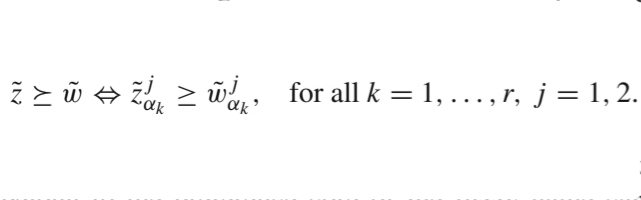 z̃ ⪰ w̃ ⇔ z̃ʲ_{α_k} ≥ w̃ʲ_{α_k},   for all k = 1, . . . , r, j = 1, 2.